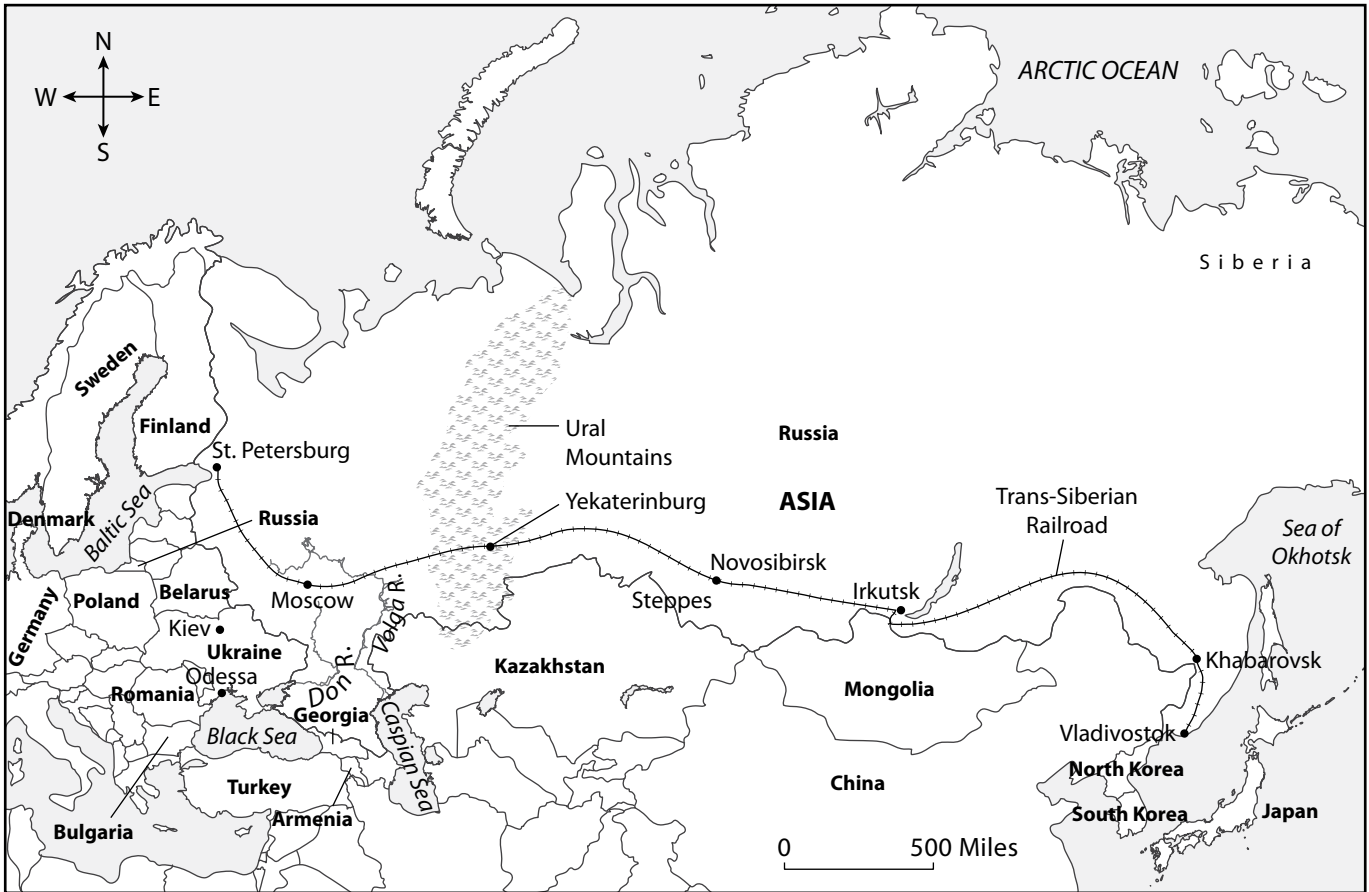 N
W E
S
ARCTIC OCEAN
Siberia
Sweden
Finland
St. Petersburg
Ural
Mountains
Russia
Yekaterinburg
ASIA
Trans-Siberian
Railroad
Denmark
Baltic Sea
Russia
Sea of
Okhotsk
Novosibirsk
Germany
Poland
Belarus
Moscow
Volga R.
Steppes
Irkutsk
Kiev
Ukraine
Odessa
Romania
Don R.
Georgia
Kazakhstan
Mongolia
Khabarovsk
Black Sea
Caspian Sea
Vladivostok
Turkey
China
North Korea
Bulgaria
Armenia
South Korea
Japan
0 500 Miles